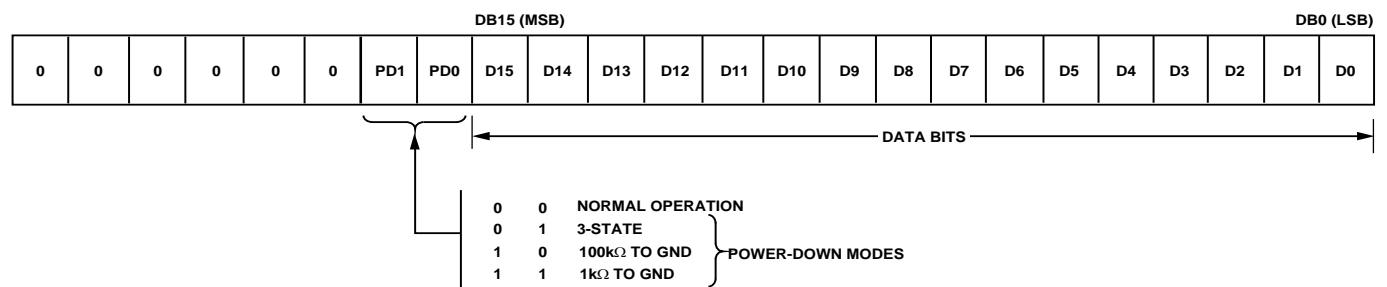 DB15 (MSB) DB0 (LSB)
0 0 0 0 0 0 PD1 PD0 D15 D14 D13 D12 D11 D10 D9 D8 D7 D6 D5 D4 D3 D2 D1 D0
DATA BITS
0 0 NORMAL OPERATION
0 1 3-STATE
1 0 100kΩ TO GND
POWER-DOWN MODES
1 1 1kΩ TO GND